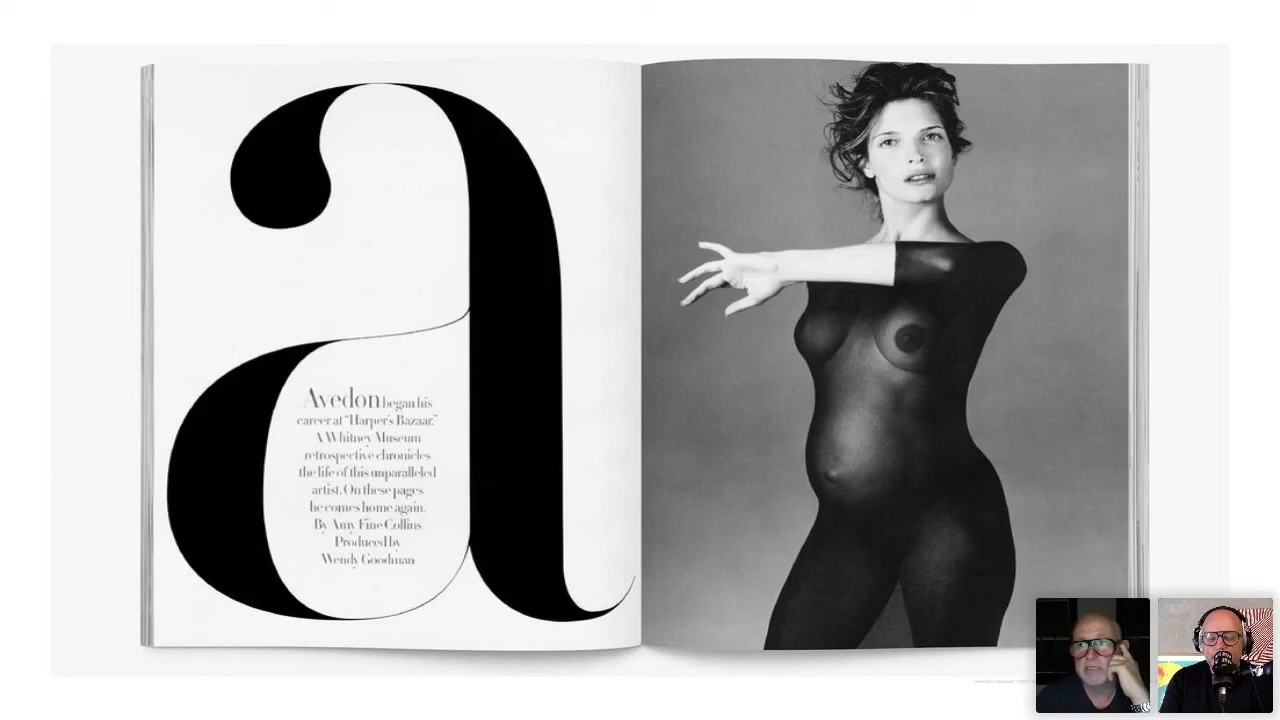 a
Avedon began his
career at "Harper's Bazaar."
A Whitney Museum
retrospective chronicles
the life of this unparalleled
artist. On these pages
he comes home again.
By Amy Fine Collins
Produced by
Wendy Goodman